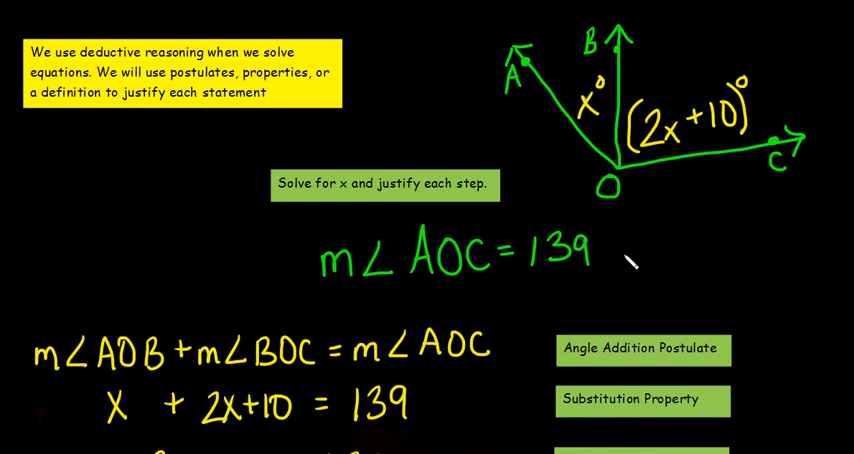 We use deductive reasoning when we solve
equations. We will use postulates, properties, or
a definition to justify each statement
B
A
x°
(2x+10)°
C
O
Solve for x and justify each step.
m∠AOC = 139
m∠AOB + m∠BOC = m∠AOC
Angle Addition Postulate
x + 2x+10 = 139
Substitution Property